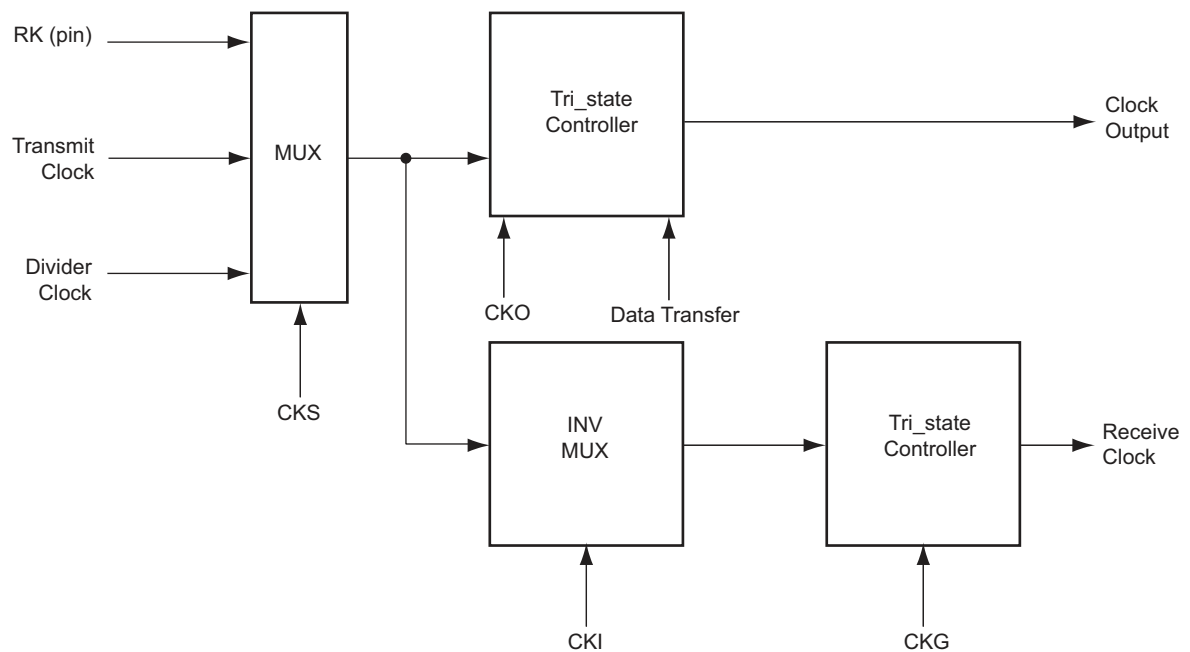 RK (pin)
Transmit
Clock
Divider
Clock
MUX
CKS
Tri_state
Controller
CKO
Data Transfer
Clock
Output
INV
MUX
CKI
Tri_state
Controller
CKG
Receive
Clock